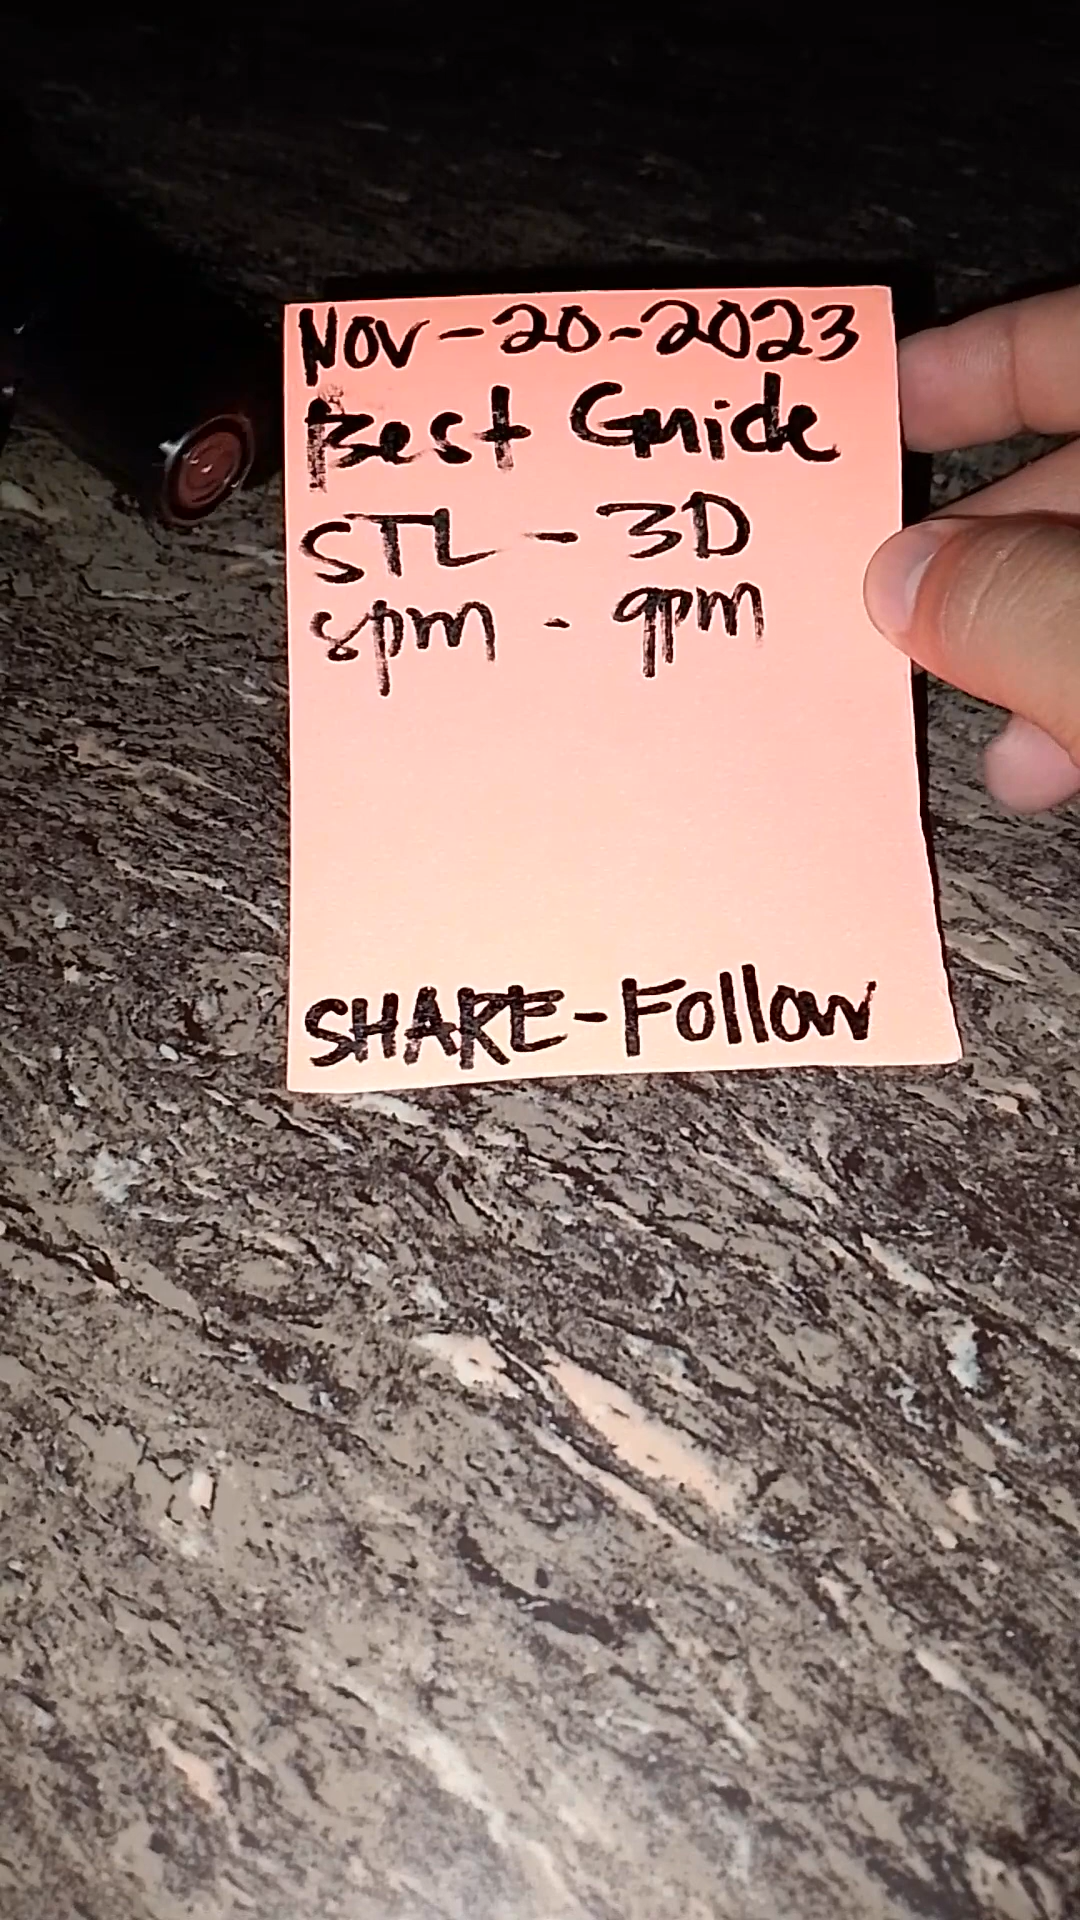 Nov-20-2023
Best Guide
STL - 3D
8pm - 9pm
SHARE-Follow